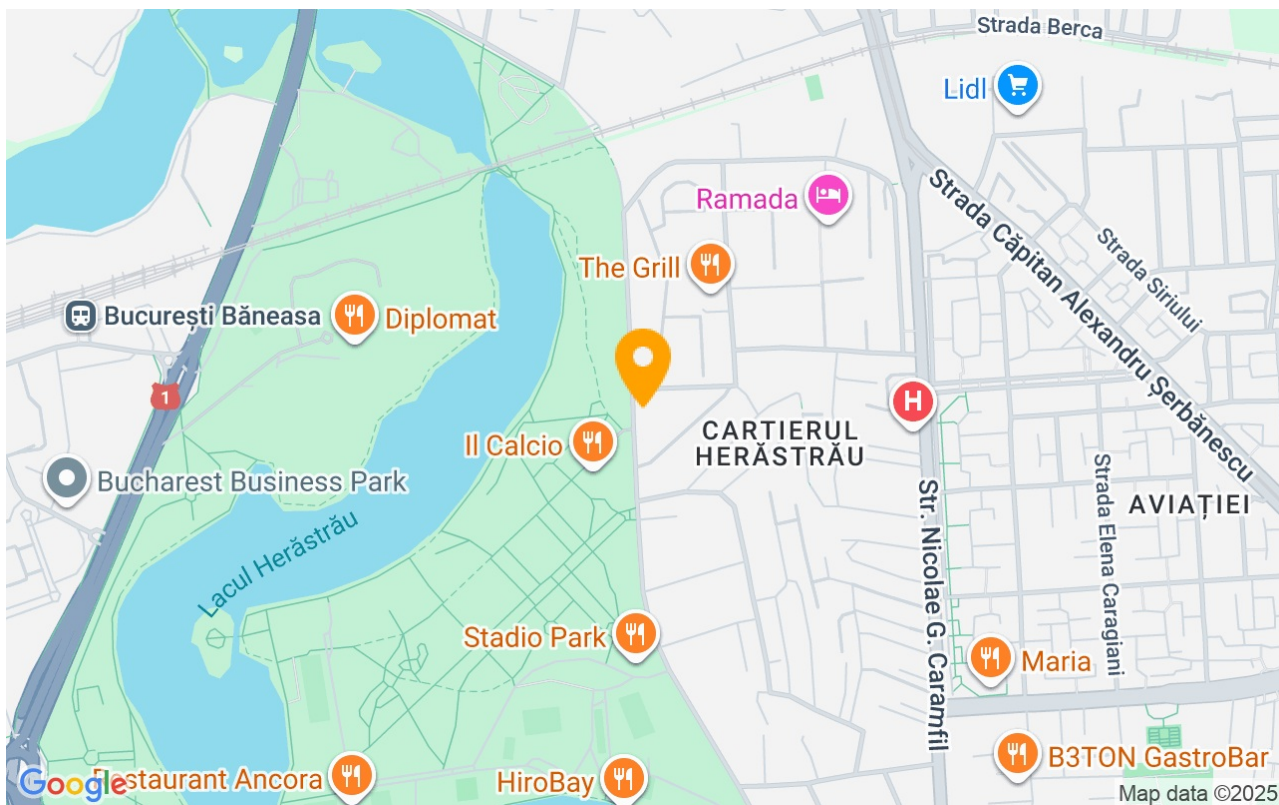 Strada Berca
Lidl
Ramada
Strada Căpitan Alexandru Șerbănescu
Strada Siriului
The Grill
București Băneasa
Diplomat
1
H
Il Calcio
CARTIERUL
HERĂSTRĂU
Bucharest Business Park
AVIAȚIEI
Lacul Herăstrău
Str. Nicolae G. Caramfil
Strada Elena Caragiani
Stadio Park
Maria
B3TON GastroBar
Google
estaurant Ancora
HiroBay
Map data ©2025